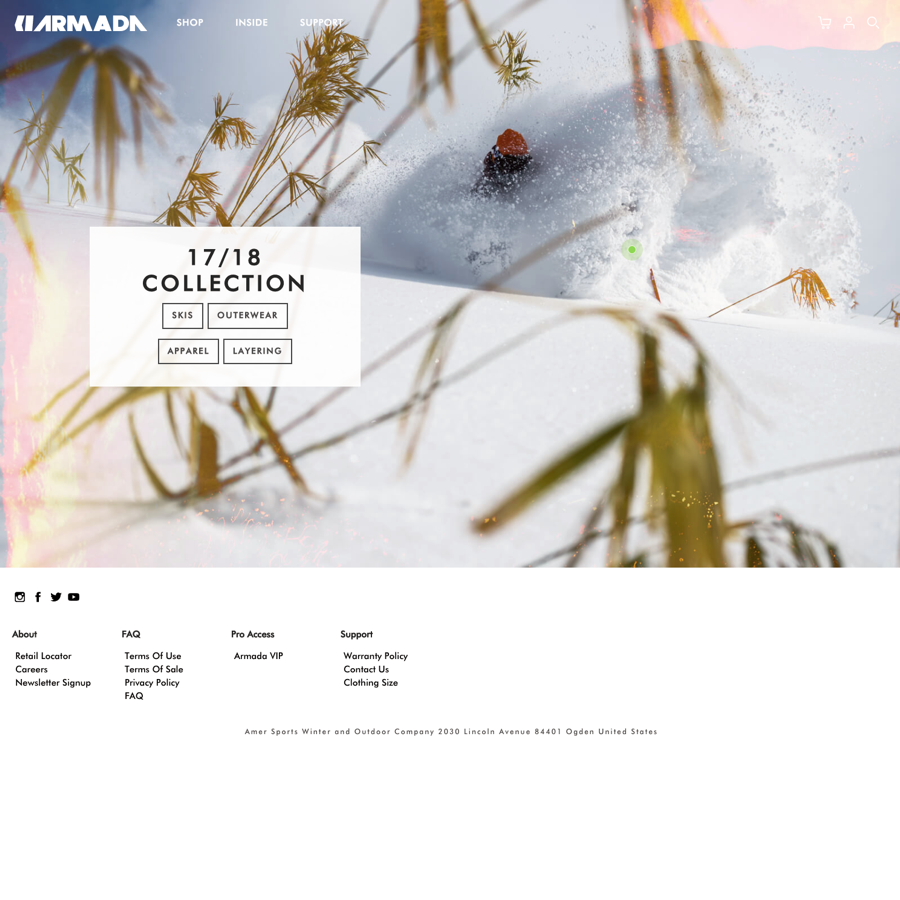 ARMADA
SHOP INSIDE SUPPORT
17/18
COLLECTION
SKIS OUTERWEAR
APPAREL LAYERING
About
Retail Locator
Careers
Newsletter Signup
FAQ
Terms Of Use
Terms Of Sale
Privacy Policy
FAQ
Pro Access
Armada VIP
Support
Warranty Policy
Contact Us
Clothing Size
Amer Sports Winter and Outdoor Company 2030 Lincoln Avenue 84401 Ogden United States